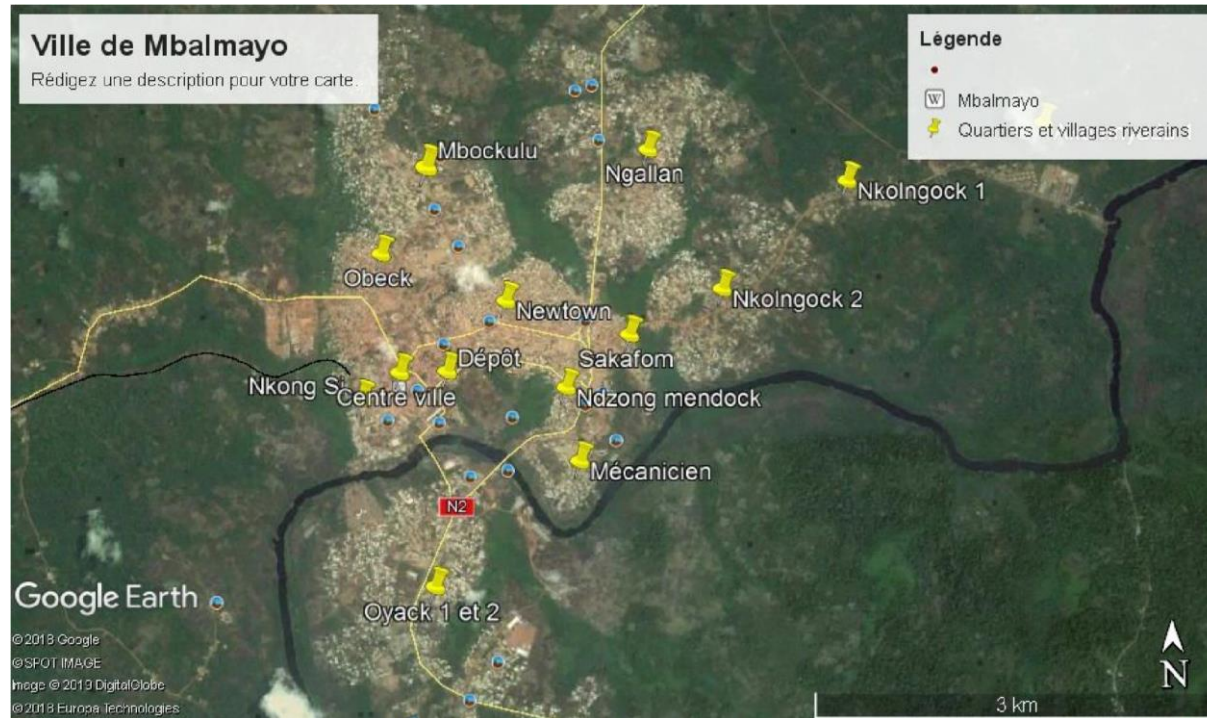 Ville de Mbalmayo
Rédigez une description pour votre carte.
Légende
W Mbalmayo
Quartiers et villages riverains
Mbockulu
Ngallan
Nkolngock 1
Obeck
Nkolngock 2
Newtown
Sakafom
Dépôt
Nkong Si
Centre ville
Ndzong mendock
Mécanicien
N2
Oyack 1 et 2
Google Earth
© 2018 Google
© SPOT IMAGE
Image © 2019 DigitalGlobe
© 2018 Europa Technologies
N
3 km